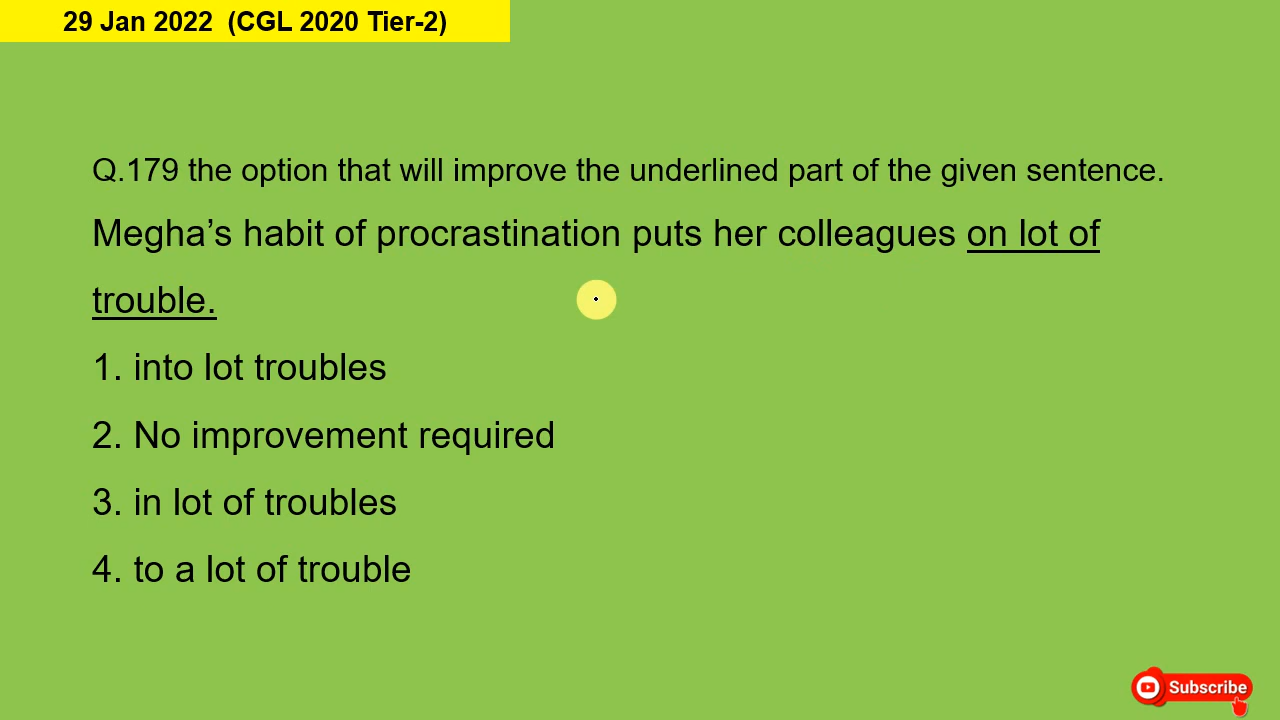 29 Jan 2022 (CGL 2020 Tier-2)
Q.179 the option that will improve the underlined part of the given sentence.
Megha’s habit of procrastination puts her colleagues on lot of
trouble.
1. into lot troubles
2. No improvement required
3. in lot of troubles
4. to a lot of trouble
Subscribe